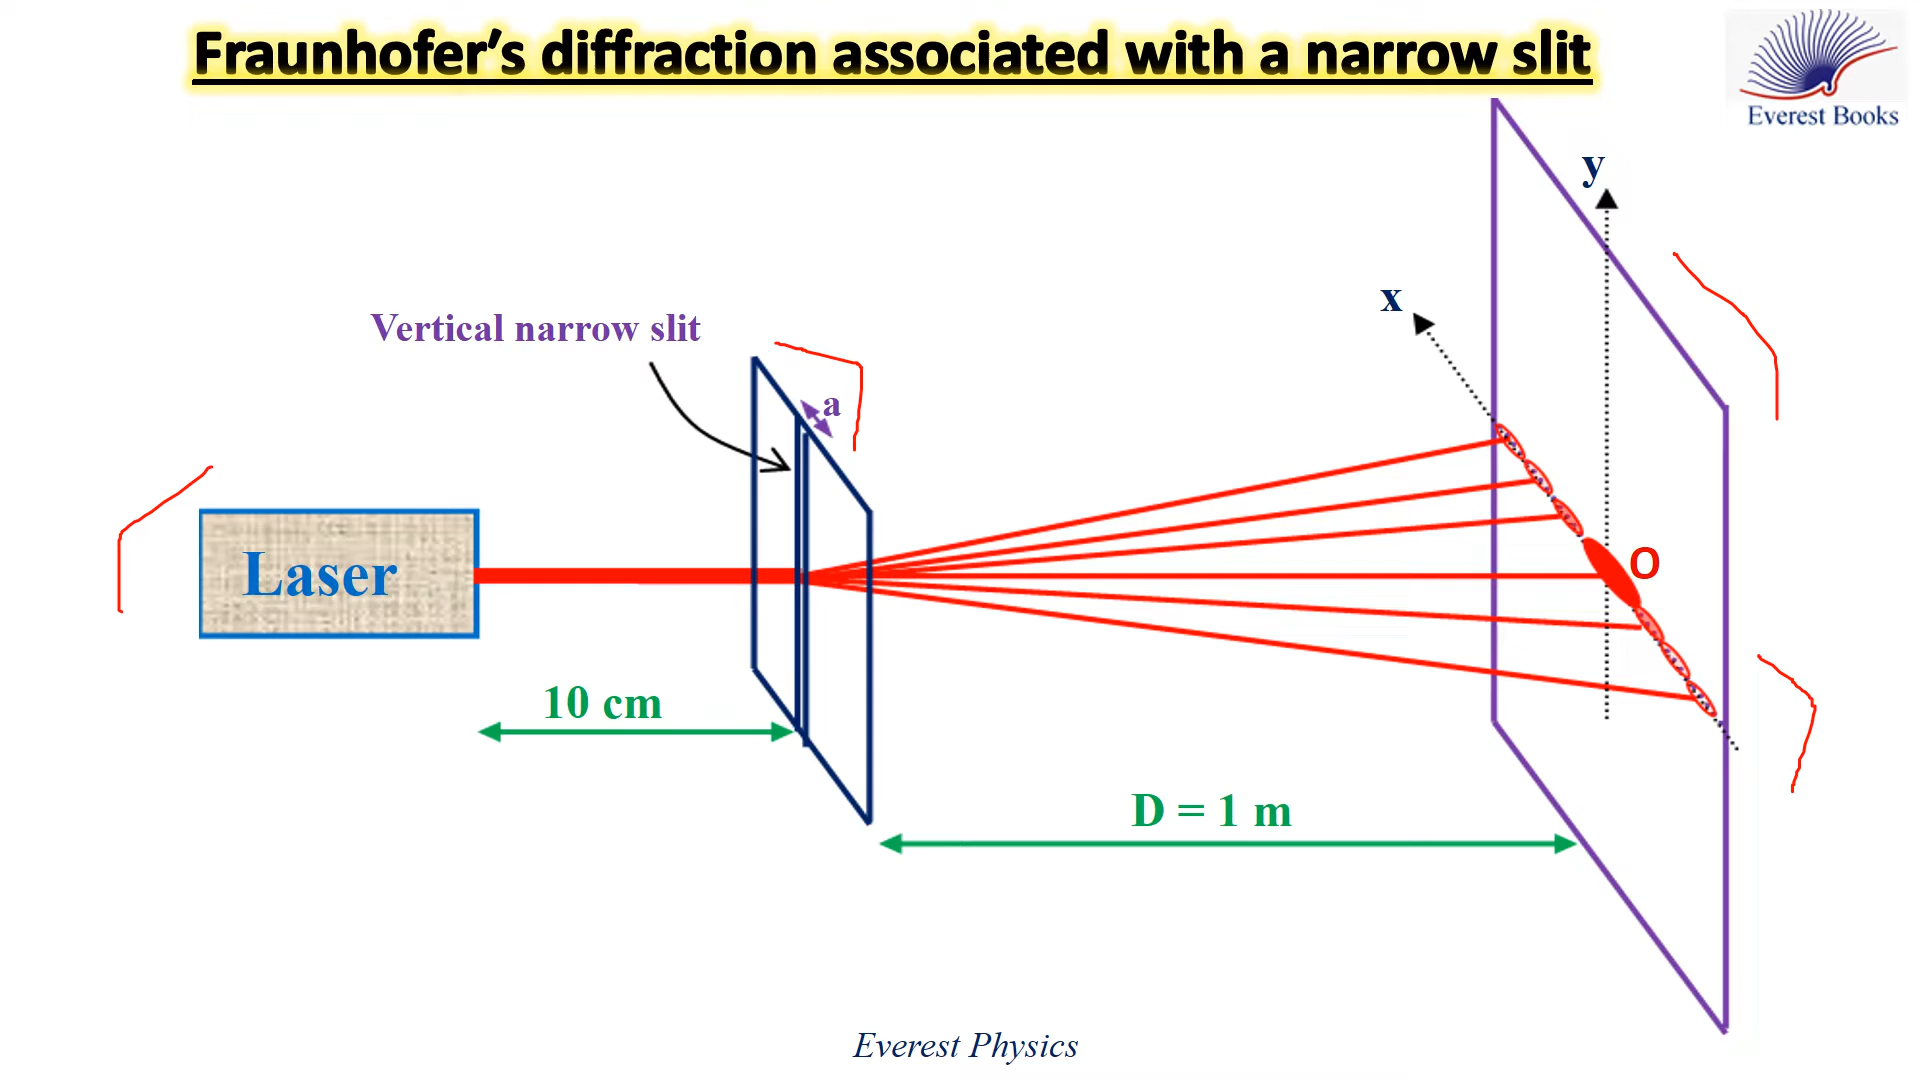 Fraunhofer’s diffraction associated with a narrow slit
Everest Books
y
x
Vertical narrow slit
a
Laser
O
10 cm
D = 1 m
Everest Physics